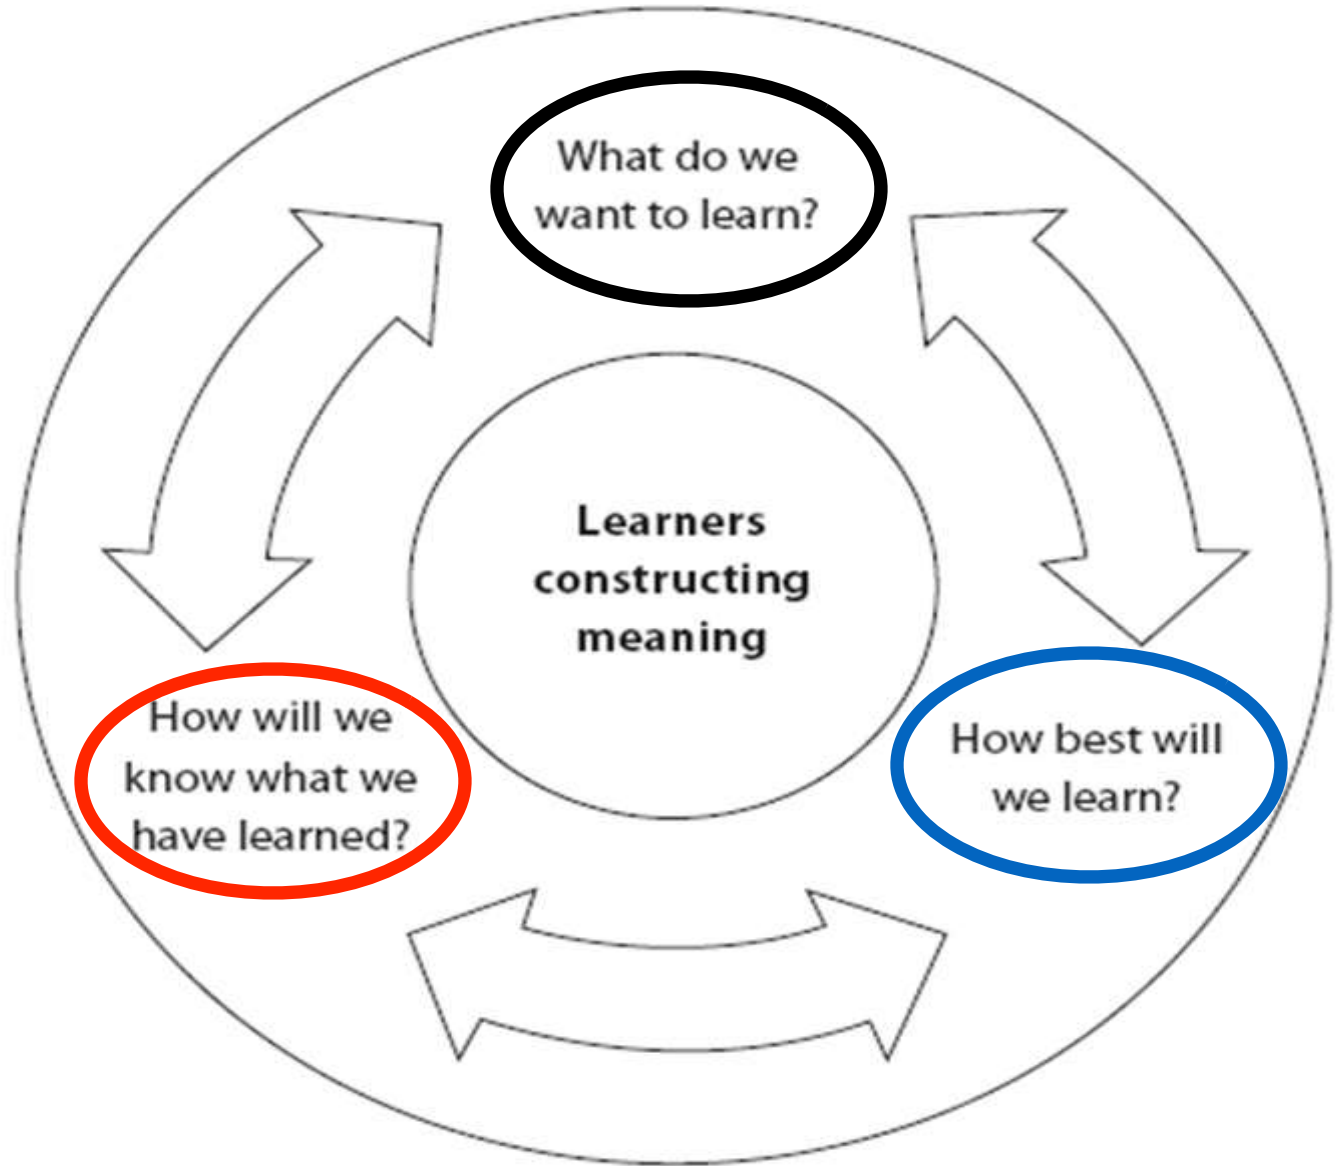 What do we
want to learn?
Learners
constructing
meaning
How will we
know what we
have learned?
How best will
we learn?